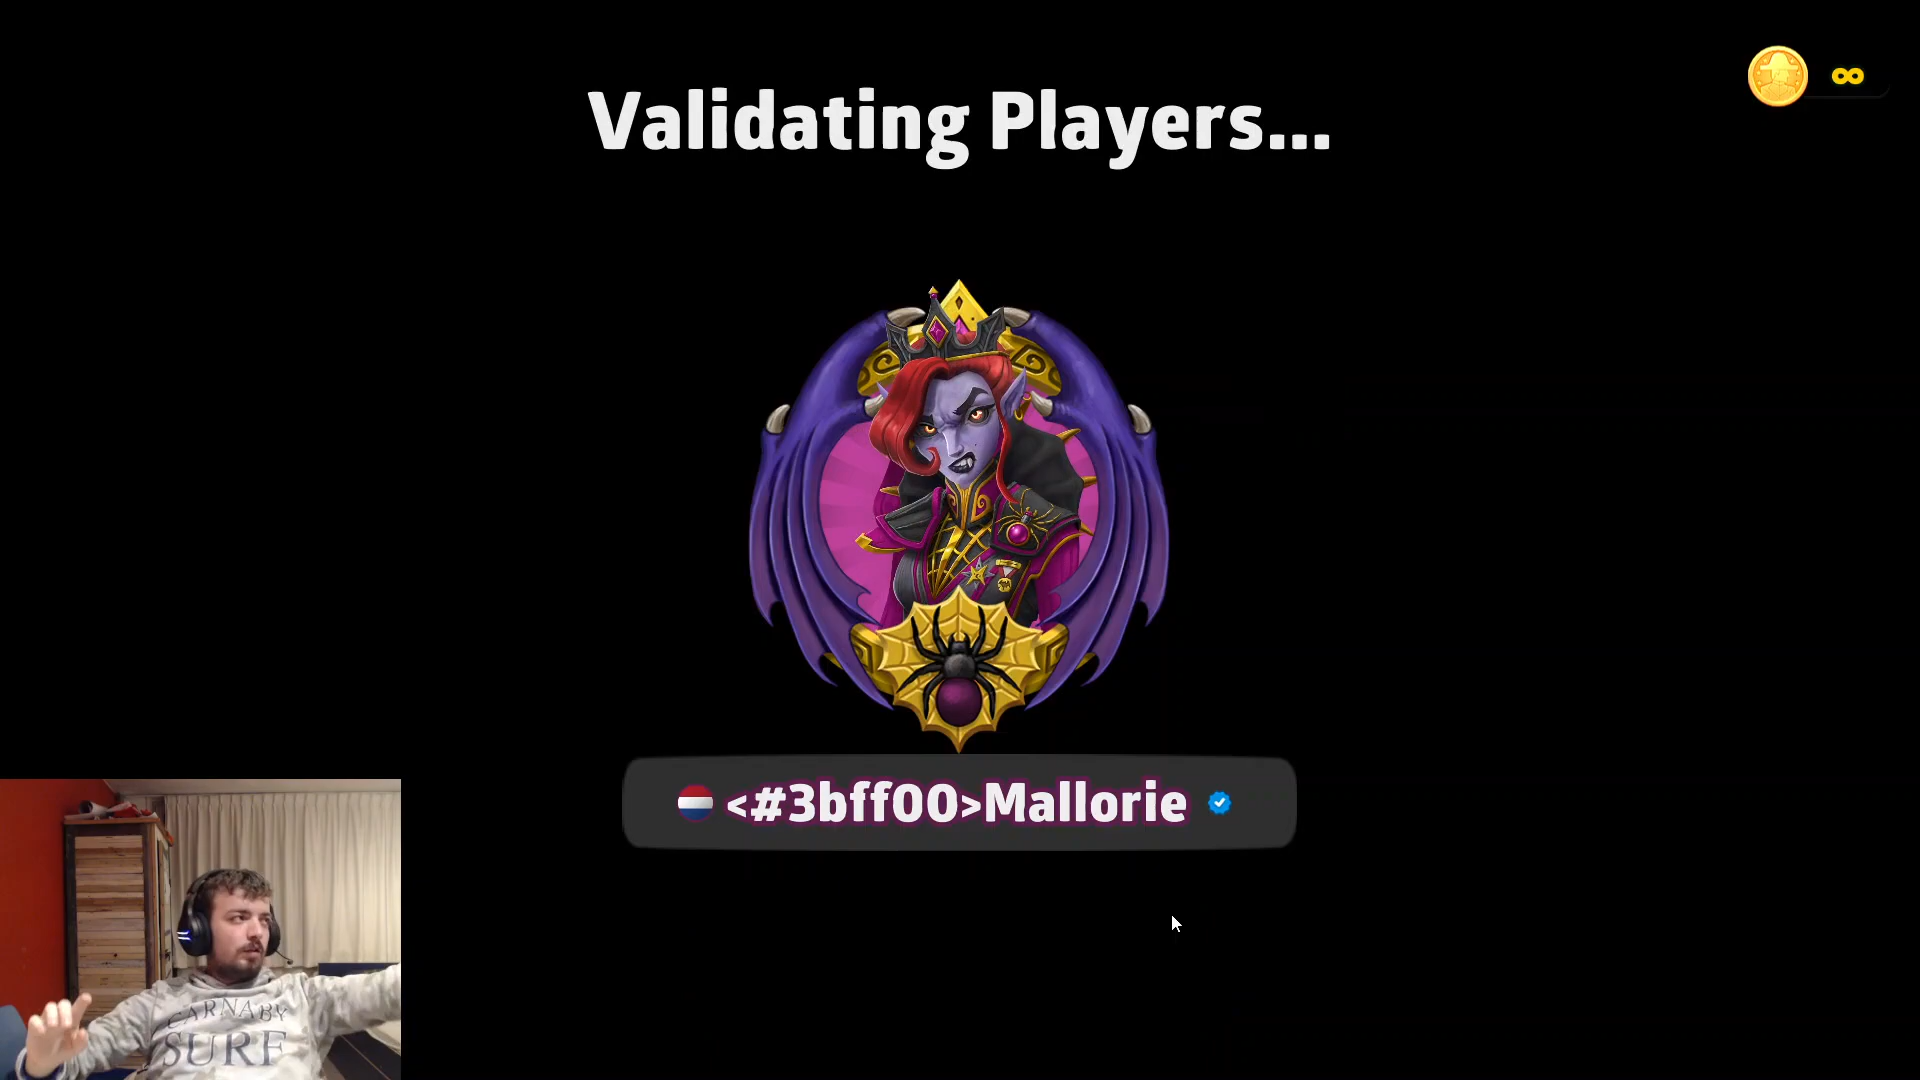 Validating Players...
∞
<#3bff00>Mallorie
CARNABY
SURF